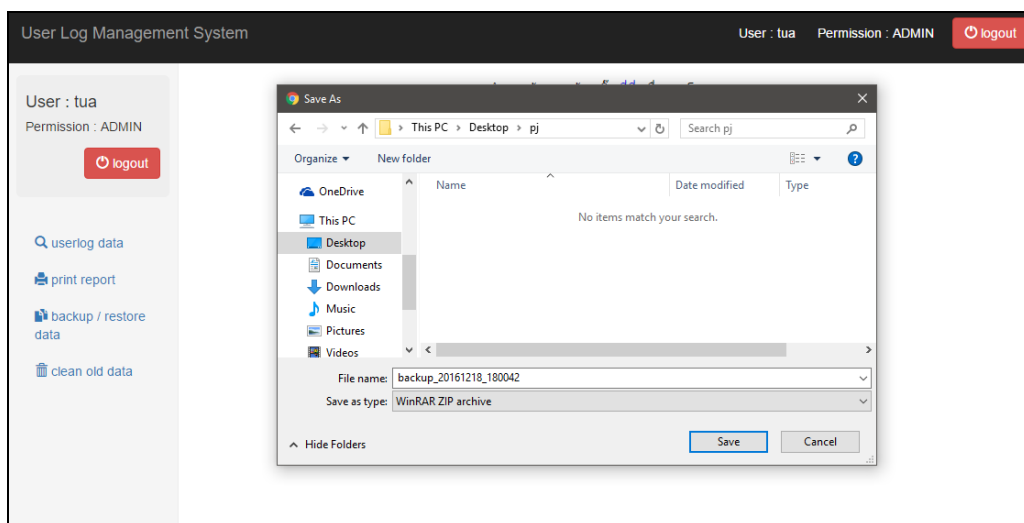 User Log Management System
User : tua Permission : ADMIN logout
User : tua
Permission : ADMIN
logout
userlog data
print report
backup / restore
data
clean old data
Save As
This PC > Desktop > pj
Search pj
Organize New folder
Name Date modified Type
No items match your search.
OneDrive
This PC
Desktop
Documents
Downloads
Music
Pictures
Videos
File name: backup_20161218_180042
Save as type: WinRAR ZIP archive
Hide Folders Save Cancel